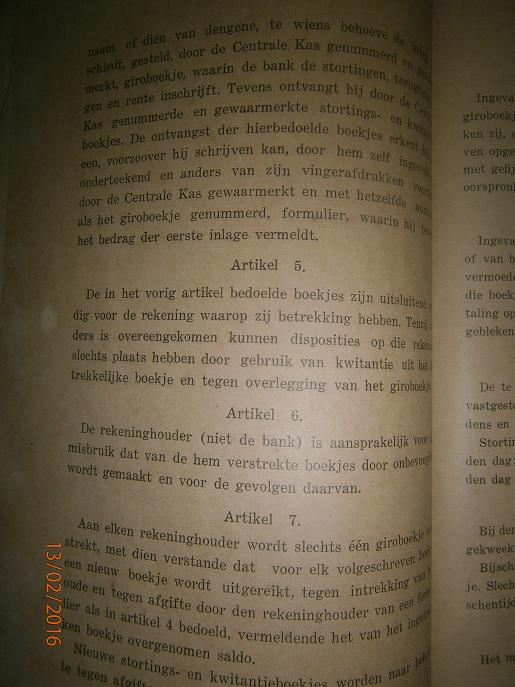 naam of dien van dengene, te wiens behoeve de
schiedt, gesteld, door de Centrale Kas genummerd en
merkt, giroboekje, waarin de bank de stortingen,
gen en rente inschrijft. Tevens ontvangt hij door de
Kas genummerde en gewaarmerkte stortings- en
boekjes. De ontvangst der hierbedoelde boekjes erkent
een, voorzoover hij schrijven kan, door hem zelf
onderteekend en anders van zijn vingerafdrukken
door de Centrale Kas gewaarmerkt en met hetzelfde
als het giroboekje genummerd, formulier, waarin hij
het bedrag der eerste inlage vermeldt.
Artikel 5.
De in het vorig artikel bedoelde boekjes zijn uitsluitend
dig voor de rekening waarop zij betrekking hebben. Tenzij
ders is overeengekomen kunnen disposities op die
slechts plaats hebben door gebruik van kwitantie uit het
trekkelijke boekje en tegen overlegging van het
Artikel 6.
De rekeninghouder (niet de bank) is aansprakelijk voor
misbruik dat van de hem verstrekte boekjes door
wordt gemaakt en voor de gevolgen daarvan.
Artikel 7.
Aan elken rekeninghouder wordt slechts één giroboekje
strekt, met dien verstande dat voor elk volgeschreven
een nieuw boekje wordt uitgereikt, tegen intrekking van
oude en tegen afgifte door den rekeninghouder van een
lier als in artikel 4 bedoeld, vermeldende het van het
ken boekje overgenomen saldo.
Nieuwe stortings- en kwitantieboekjes worden naar
te tegen
Ingeva
giroboekj
ken zij,
ven opge
met gelij
oorspronk
Ingeva
of van b
vermoede
die boekj
taling op
gebleken
De te
vastgeste
dens en
Stortin
den dag
den dag
Bij den
gekweek
Bijsch
je. Slech
schentijd
Het m
13/02/2016